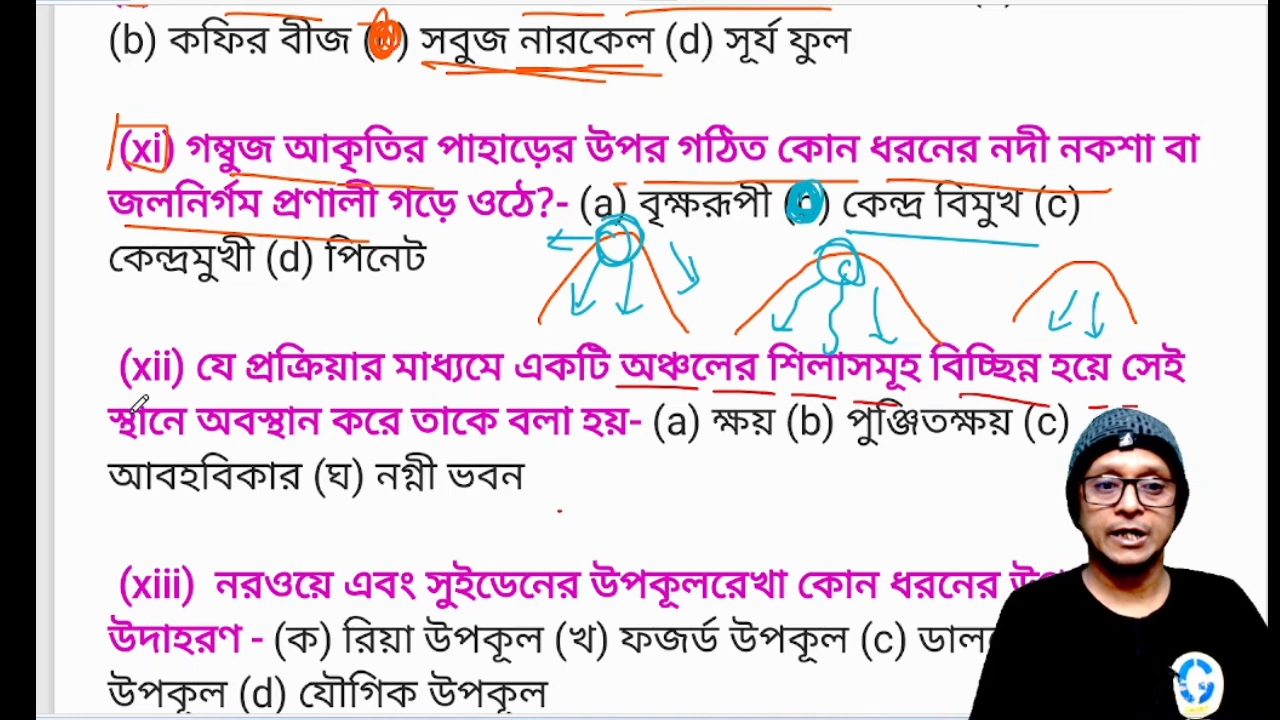 (b) কফির বীজ () সবুজ নারকেল (d) সূর্য ফুল
(xi) গম্বুজ আকৃতির পাহাড়ের উপর গঠিত কোন ধরনের নদী নকশা বা
জলনির্গম প্রণালী গড়ে ওঠে?- (a) বৃক্ষরূপী () কেন্দ্র বিমুখ (c)
কেন্দ্রমুখী (d) পিনেট
(xii) যে প্রক্রিয়ার মাধ্যমে একটি অঞ্চলের শিলাসমূহ বিচ্ছিন্ন হয়ে সেই
স্থানে অবস্থান করে তাকে বলা হয়- (a) ক্ষয় (b) পুঞ্জিতক্ষয় (c)
আবহবিকার (ঘ) নগ্নী ভবন
(xiii) নরওয়ে এবং সুইডেনের উপকূলরেখা কোন ধরনের
উদাহরণ - (ক) রিয়া উপকূল (খ) ফজর্ড উপকূল (c)
উপকূল (d) যৌগিক উপকূল